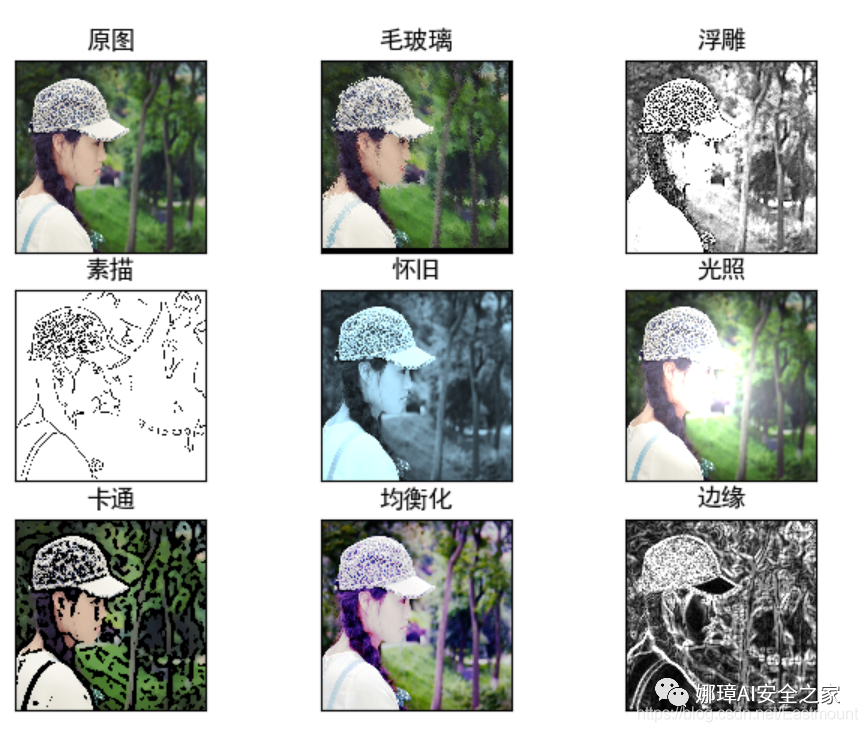 原图 毛玻璃 浮雕
素描 怀旧 光照
卡通 均衡化 边缘
娜璋AI安全之家
https://blog.csdn.net/Eastmount